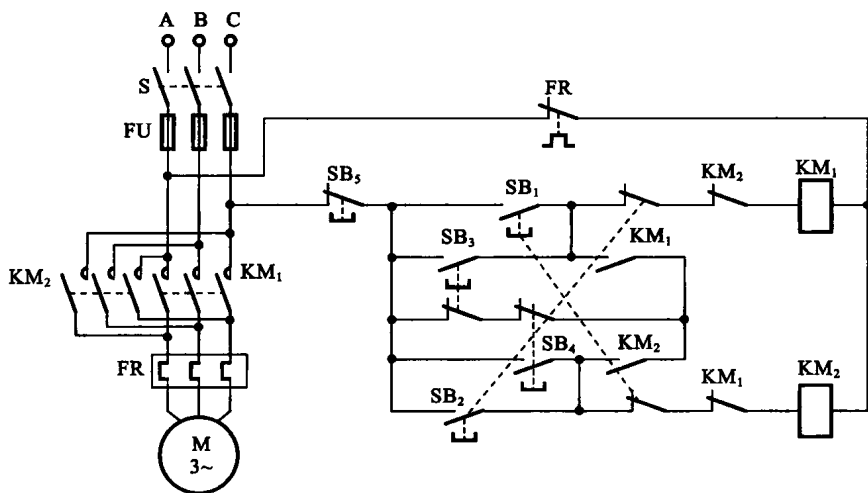 A B C
S
FU
FR
SB₅
SB₁
KM₂
KM₁
SB₃
KM₁
KM₂
KM₁
SB₄
KM₂
FR
SB₂
KM₁
KM₂
M
3~